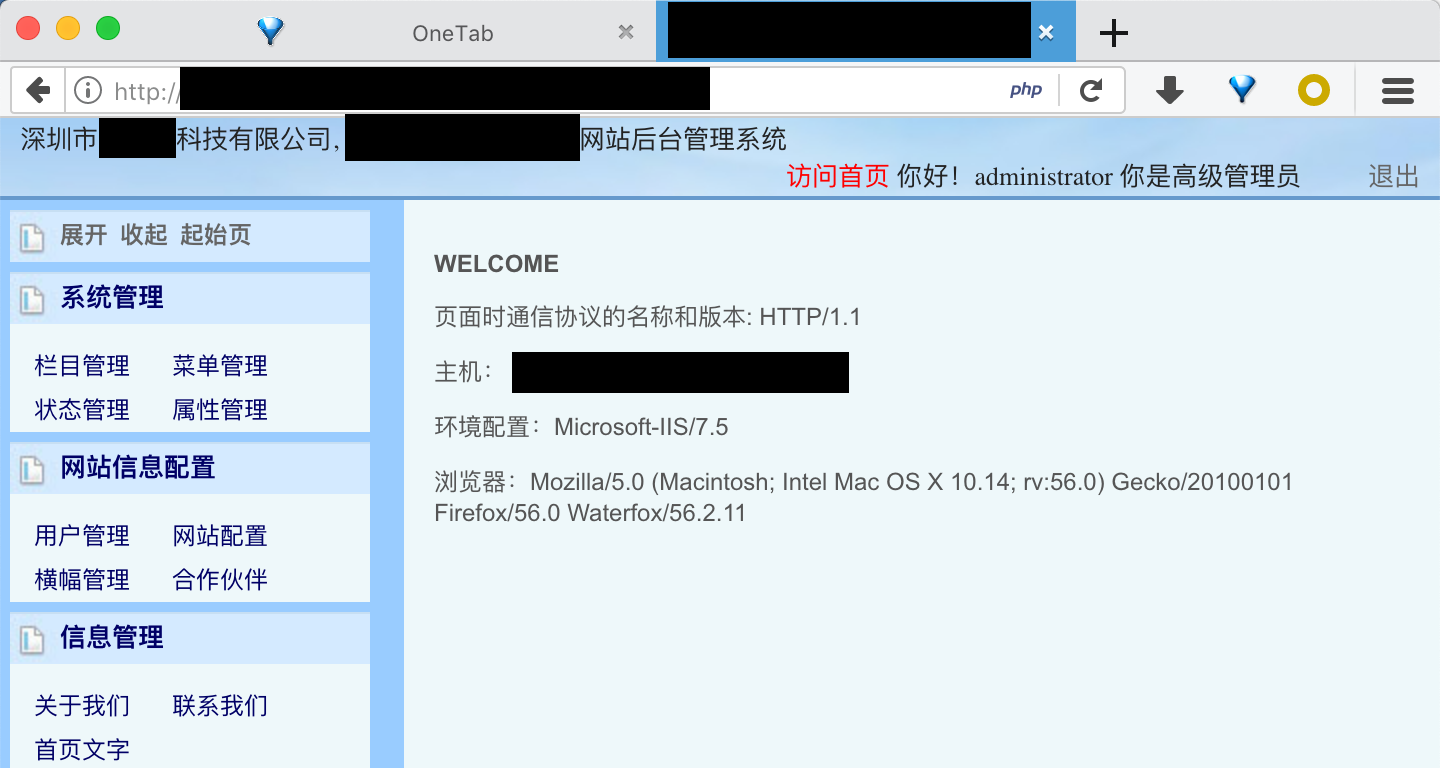 OneTab
http://
php
深圳市 科技有限公司, 网站后台管理系统
访问首页 你好！administrator 你是高级管理员 退出
展开 收起 起始页
系统管理
栏目管理 菜单管理
状态管理 属性管理
网站信息配置
用户管理 网站配置
横幅管理 合作伙伴
信息管理
关于我们 联系我们
首页文字
WELCOME
页面时通信协议的名称和版本: HTTP/1.1
主机：
环境配置：Microsoft-IIS/7.5
浏览器：Mozilla/5.0 (Macintosh; Intel Mac OS X 10.14; rv:56.0) Gecko/20100101
Firefox/56.0 Waterfox/56.2.11